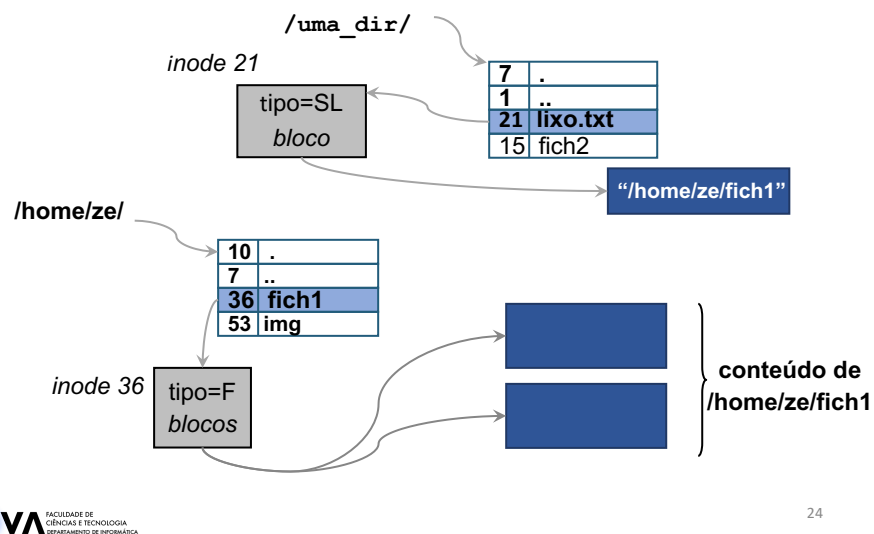 /uma_dir/
inode 21
tipo=SL
bloco
7 .
1 ..
21 lixo.txt
15 fich2
“/home/ze/fich1”
/home/ze/
10 .
7 ..
36 fich1
53 img
inode 36
tipo=F
blocos
conteúdo de
/home/ze/fich1
VA
FACULDADE DE
CIÊNCIAS E TECNOLOGIA
DEPARTAMENTO DE INFORMÁTICA
24